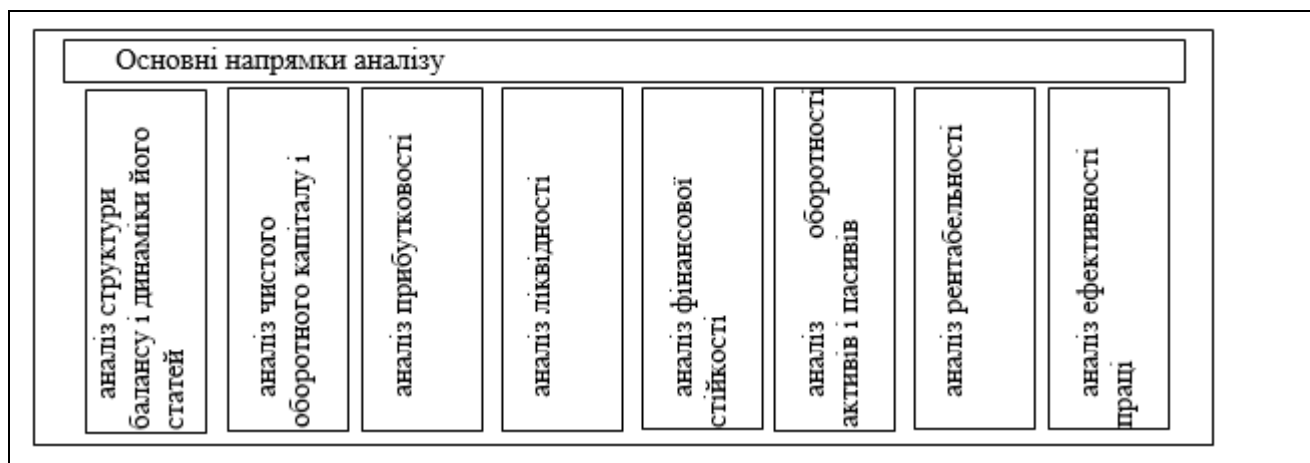 Основні напрямки аналізу
аналіз структури
балансу і динаміки його
статей
аналіз чистого
оборотного капіталу і
аналіз прибутковості
аналіз ліквідності
аналіз фінансової
стійкості
аналіз оборотності
активів і пасивів
аналіз рентабельності
аналіз ефективності
праці